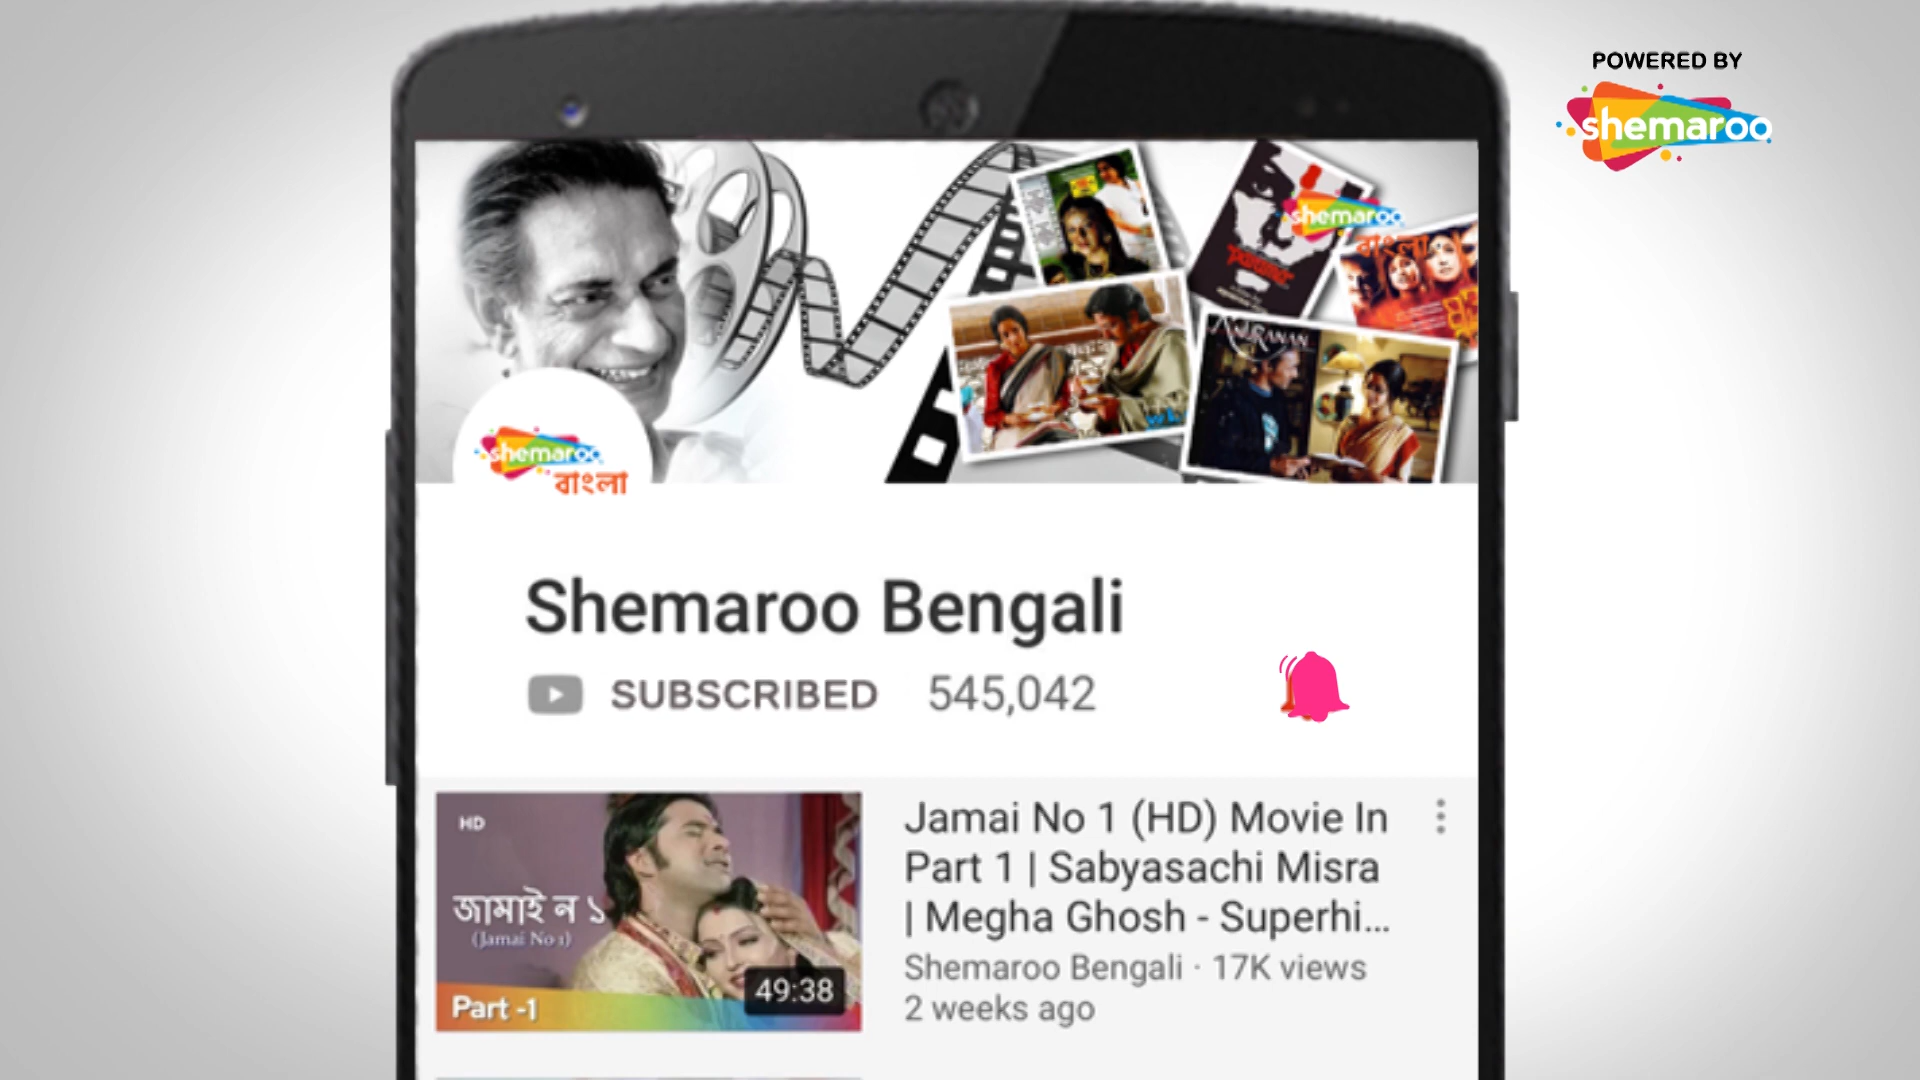 POWERED BY
shemaroo
shemaroo
বাংলা
ANURANAN
shemaroo
বাংলা
Shemaroo Bengali
SUBSCRIBED 545,042
HD
জামাই ন ১
(Jamai No 1)
Part -1
49:38
Jamai No 1 (HD) Movie In
Part 1 | Sabyasachi Misra
| Megha Ghosh - Superhi...
Shemaroo Bengali · 17K views
2 weeks ago